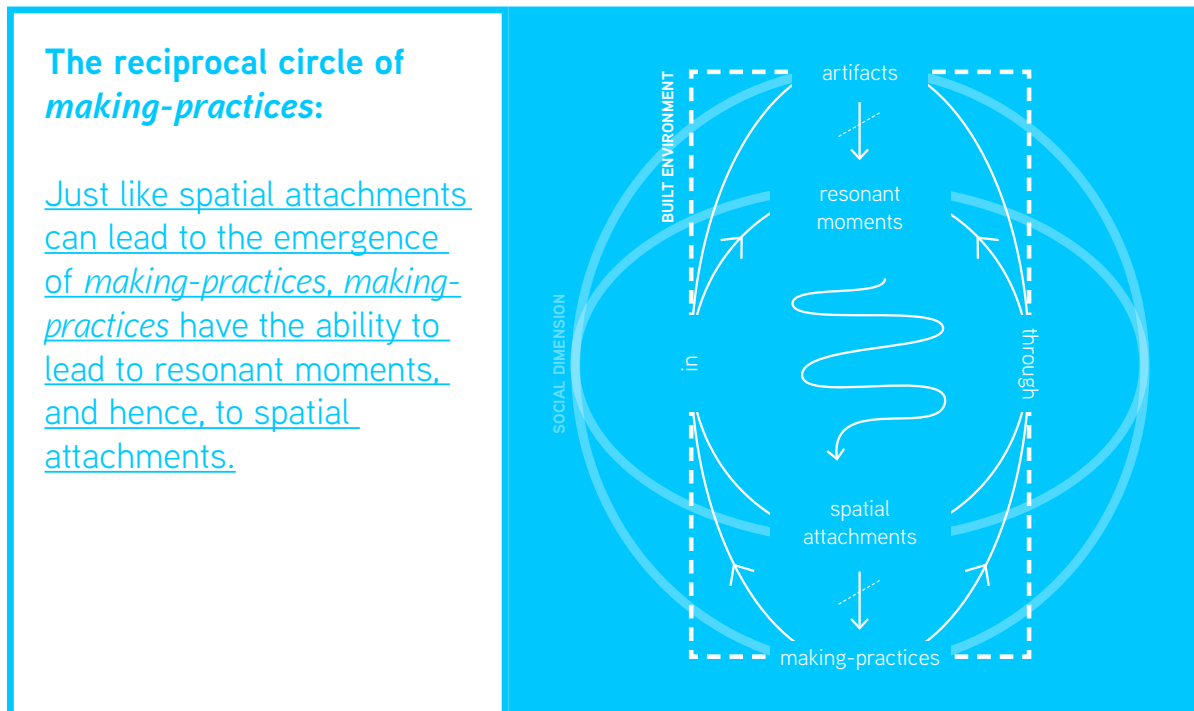 The reciprocal circle of
making-practices:
Just like spatial attachments
can lead to the emergence
of making-practices, making-
practices have the ability to
lead to resonant moments,
and hence, to spatial
attachments.
artifacts
BUILT ENVIRONMENT
resonant
moments
SOCIAL DIMENSION
in
through
spatial
attachments
making-practices